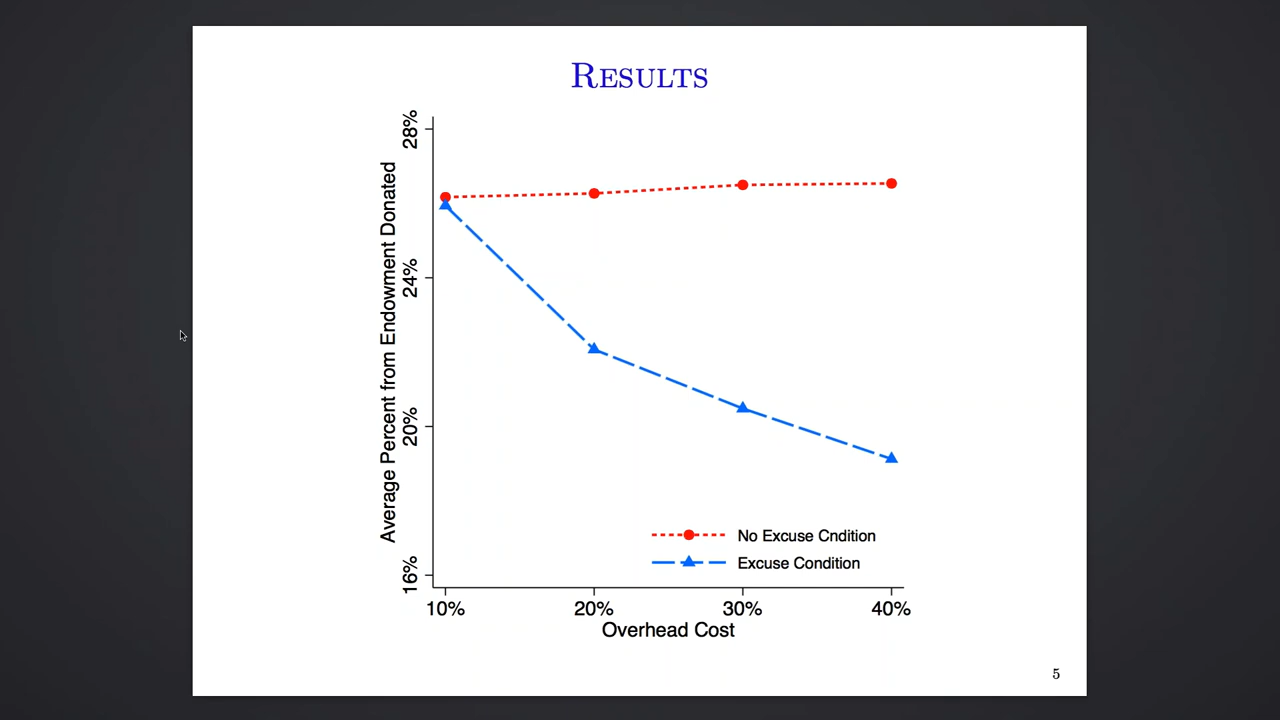 Results
28%
24%
20%
16%
Average Percent from Endowment Donated
No Excuse Cndition
Excuse Condition
10% 20% 30% 40%
Overhead Cost
5